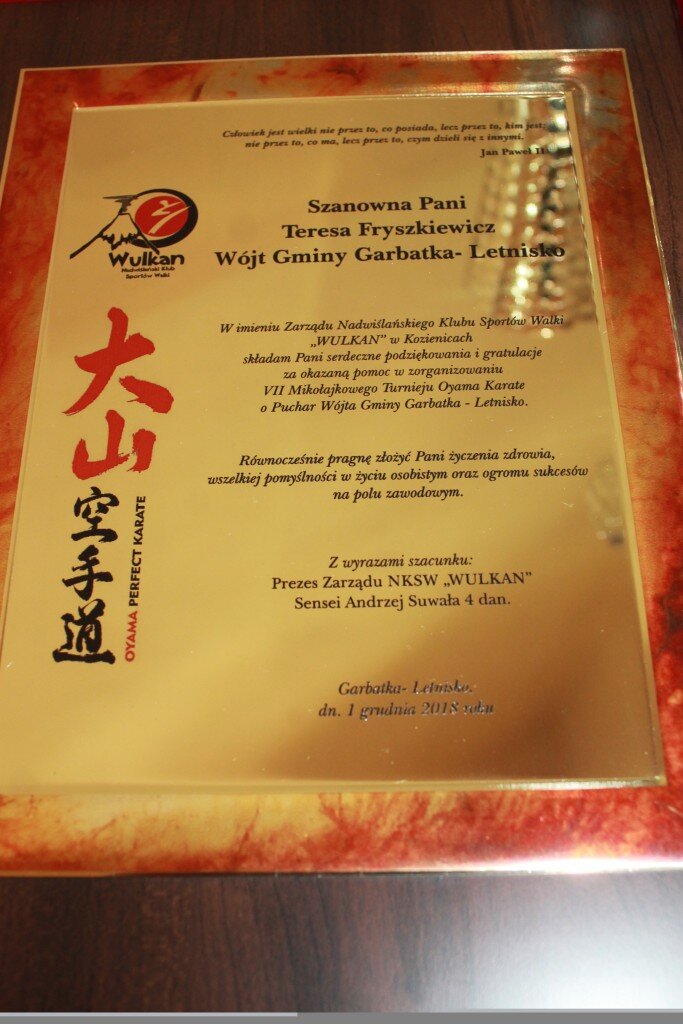 Człowiek jest wielki nie przez to, co posiada, lecz przez to, kim jest;
nie przez to, co ma, lecz przez to, czym dzieli się z innymi.
Jan Paweł II
Wulkan
Nadwiślański Klub
Sportów Walki
Szanowna Pani
Teresa Fryszkiewicz
Wójt Gminy Garbatka- Letnisko
W imieniu Zarządu Nadwiślańskiego Klubu Sportów Walki
„WULKAN” w Kozienicach
składam Pani serdeczne podziękowania i gratulacje
za okazaną pomoc w zorganizowaniu
VII Mikołajkowego Turnieju Oyama Karate
o Puchar Wójta Gminy Garbatka - Letnisko.
Równocześnie pragnę złożyć Pani życzenia zdrowia,
wszelkiej pomyślności w życiu osobistym oraz ogromu sukcesów
na polu zawodowym.
Z wyrazami szacunku:
Prezes Zarządu NKSW „WULKAN”
Sensei Andrzej Suwała 4 dan.
Garbatka- Letnisko.
dn. 1 grudnia 2018 roku
大山
空手道
OYAMA PERFECT KARATE